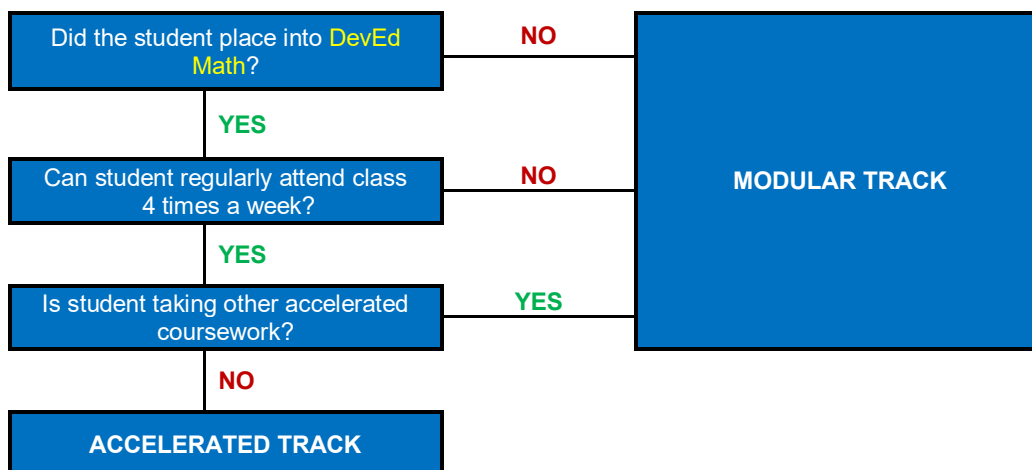 Did the student place into DevEd
Math?
NO
YES
Can student regularly attend class
4 times a week?
NO
MODULAR TRACK
YES
Is student taking other accelerated
coursework?
YES
NO
ACCELERATED TRACK